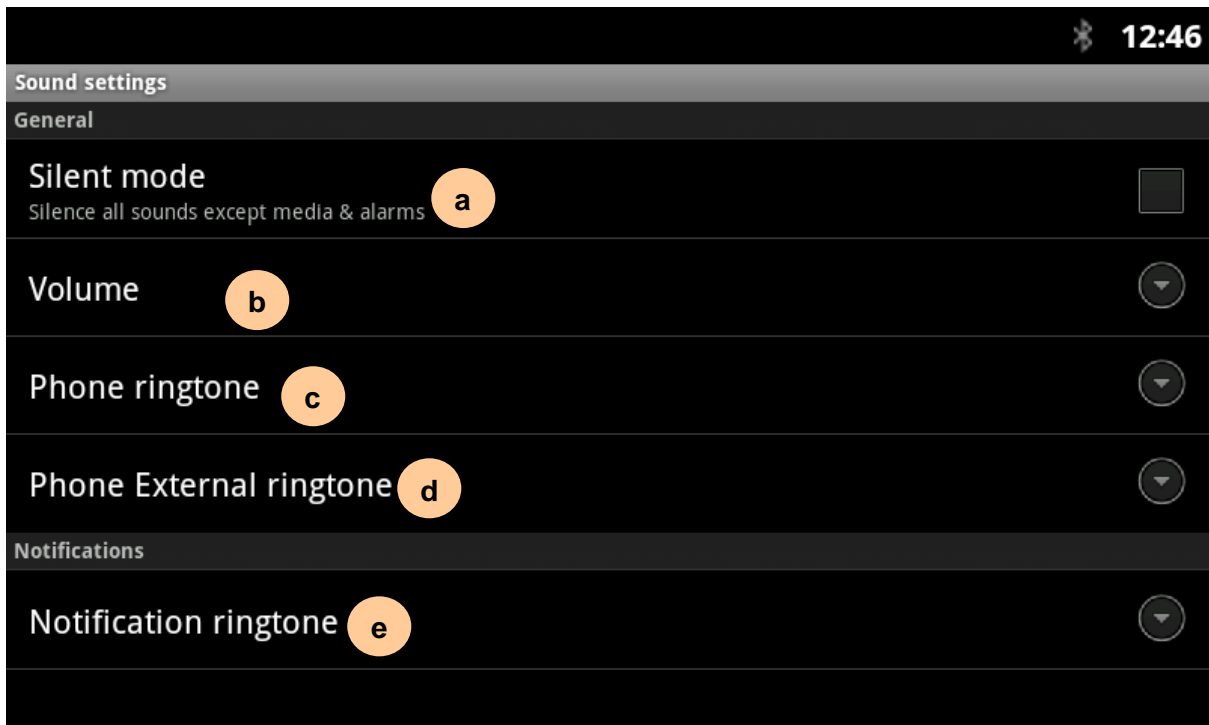 12:46
Sound settings
General
Silent mode
Silence all sounds except media & alarms
a
Volume
b
Phone ringtone
c
Phone External ringtone
d
Notifications
Notification ringtone
e